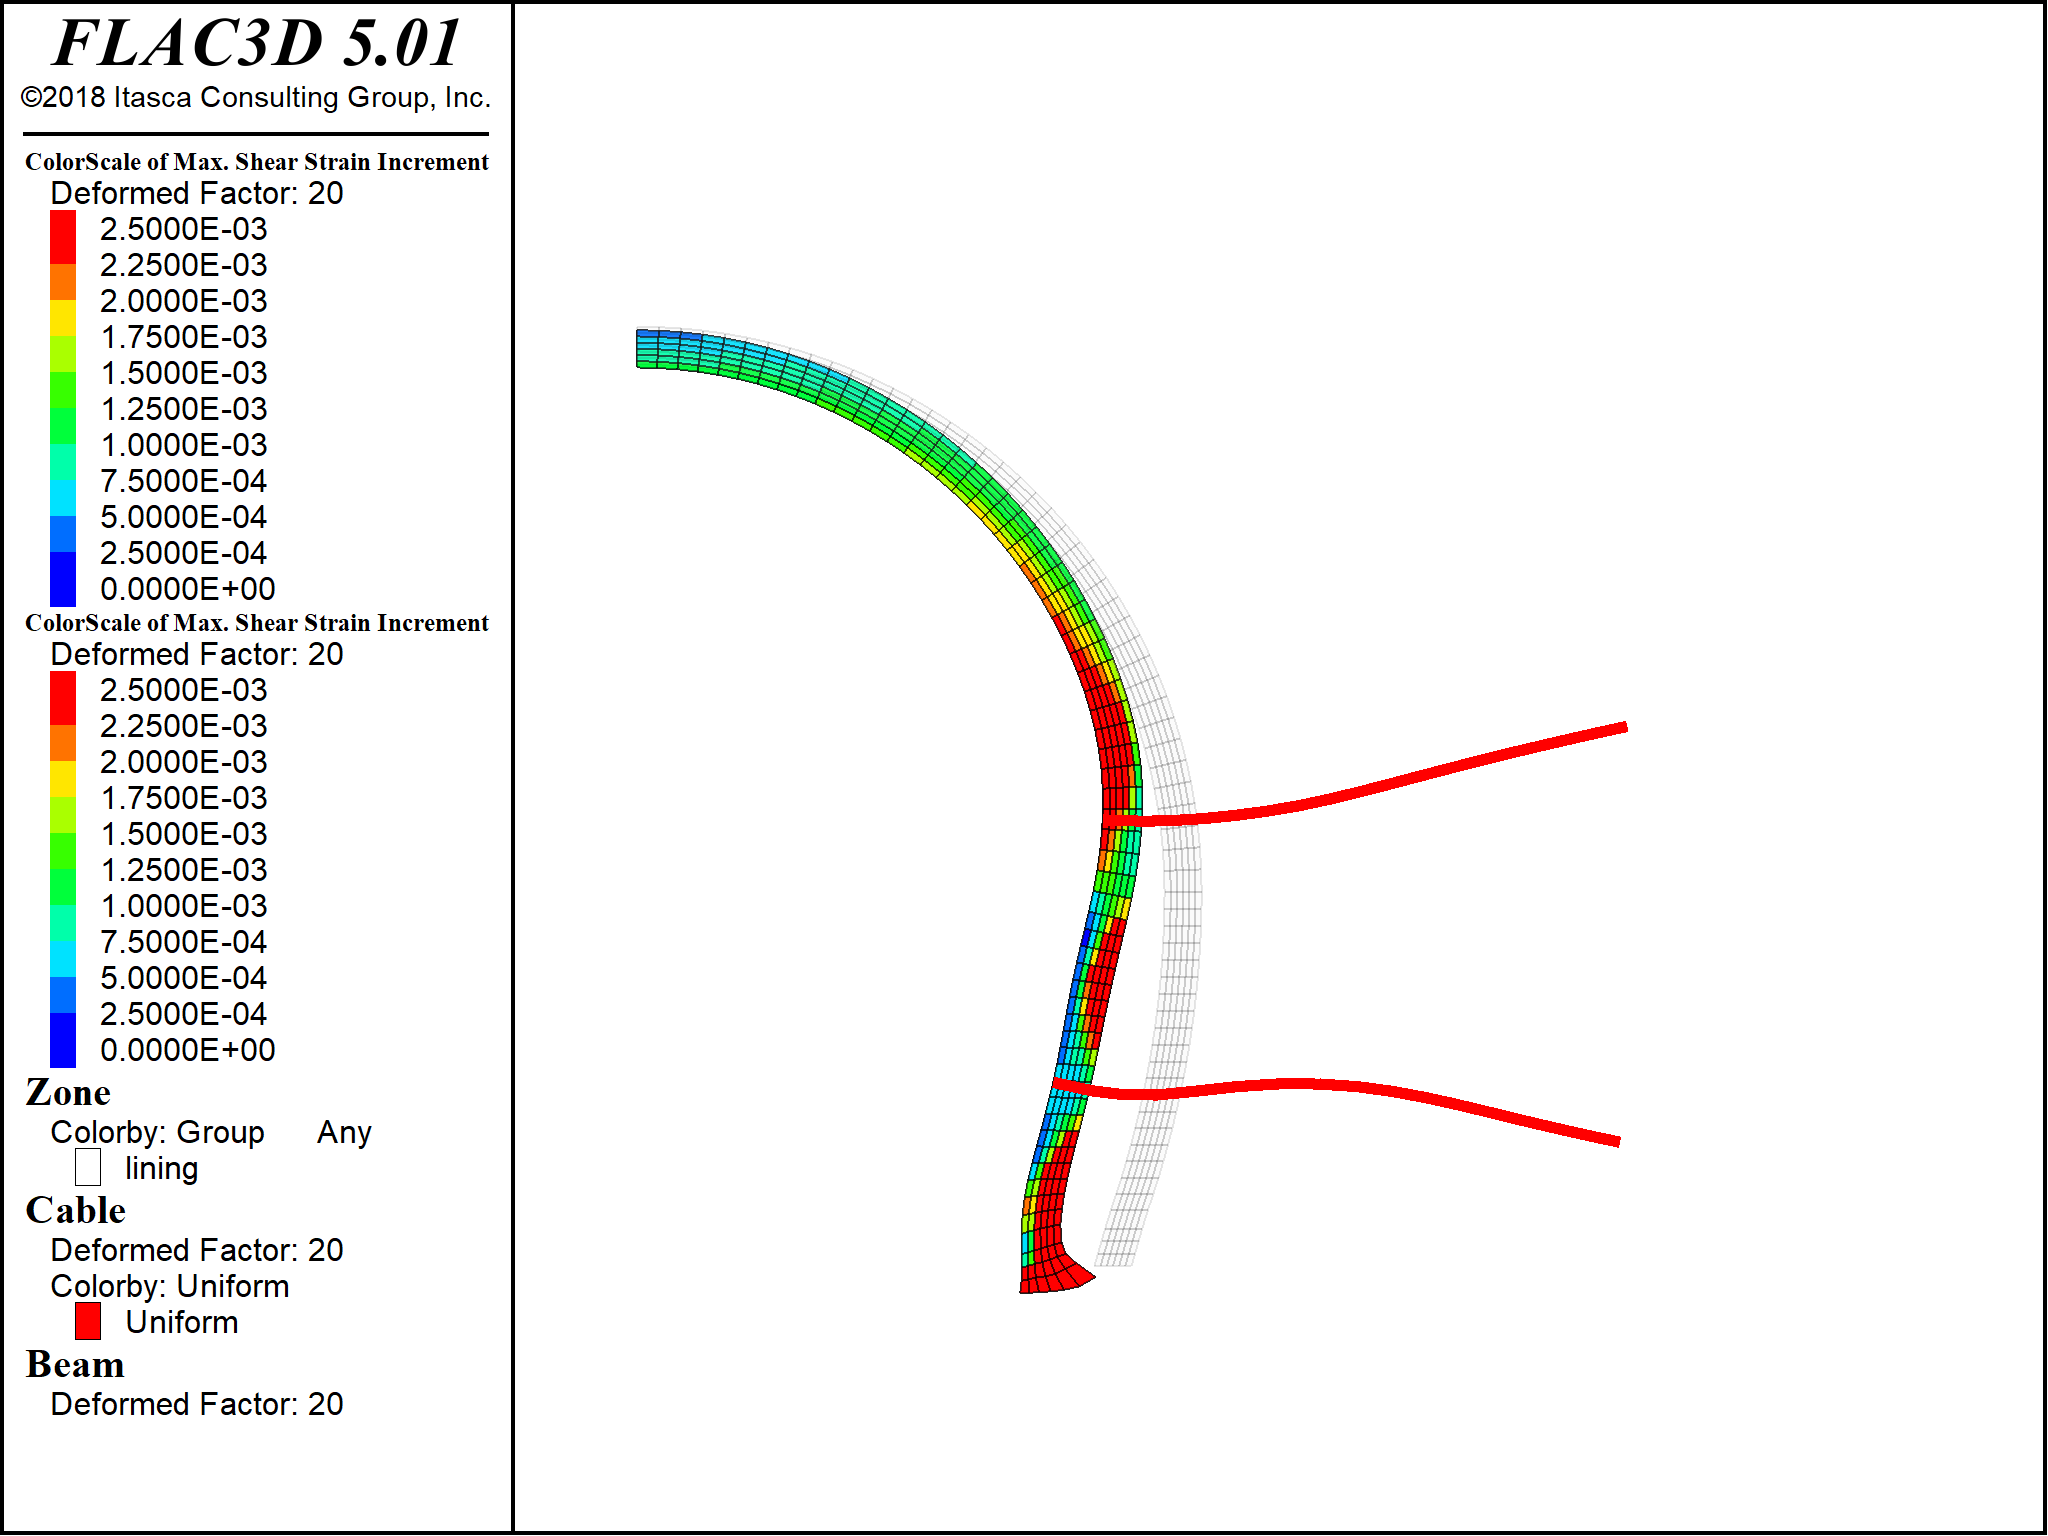 FLAC3D 5.01
©2018 Itasca Consulting Group, Inc.
ColorScale of Max. Shear Strain Increment
Deformed Factor: 20
2.5000E-03
2.2500E-03
2.0000E-03
1.7500E-03
1.5000E-03
1.2500E-03
1.0000E-03
7.5000E-04
5.0000E-04
2.5000E-04
0.0000E+00
ColorScale of Max. Shear Strain Increment
Deformed Factor: 20
2.5000E-03
2.2500E-03
2.0000E-03
1.7500E-03
1.5000E-03
1.2500E-03
1.0000E-03
7.5000E-04
5.0000E-04
2.5000E-04
0.0000E+00
Zone
Colorby: Group Any
lining
Cable
Deformed Factor: 20
Colorby: Uniform
Uniform
Beam
Deformed Factor: 20